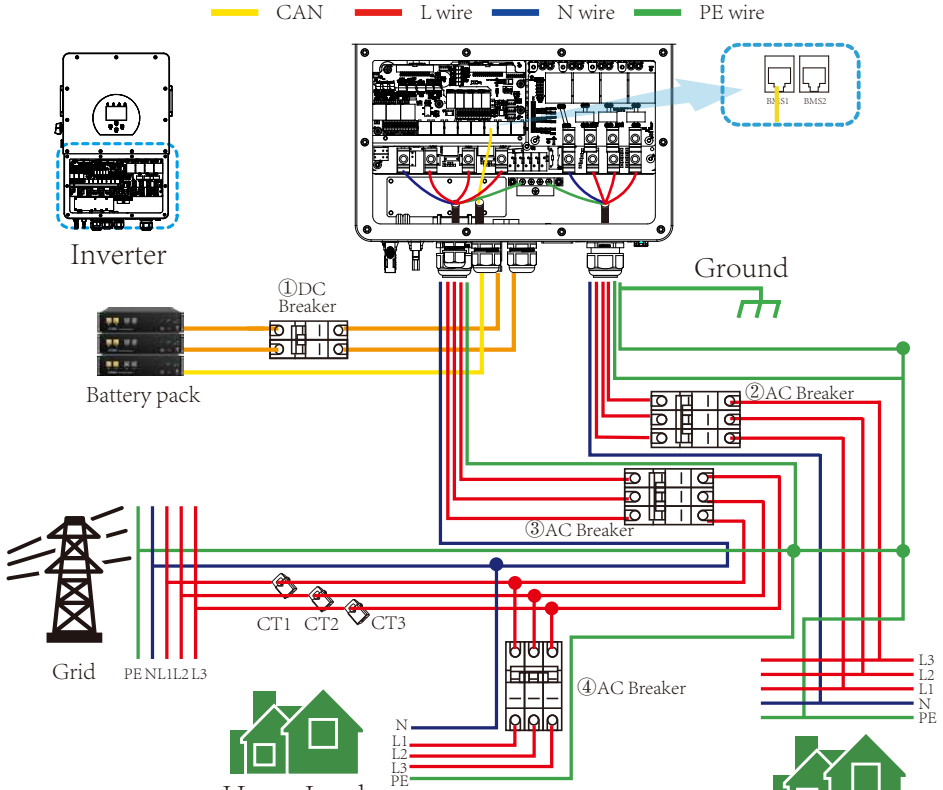 CAN L wire N wire PE wire
BMS1 BMS2
Inverter
Ground
①DC
Breaker
Battery pack
②AC Breaker
③AC Breaker
CT1 CT2 CT3
Grid
PE N L1 L2 L3
④AC Breaker
L3
L2
L1
N
PE
N
L1
L2
L3
PE